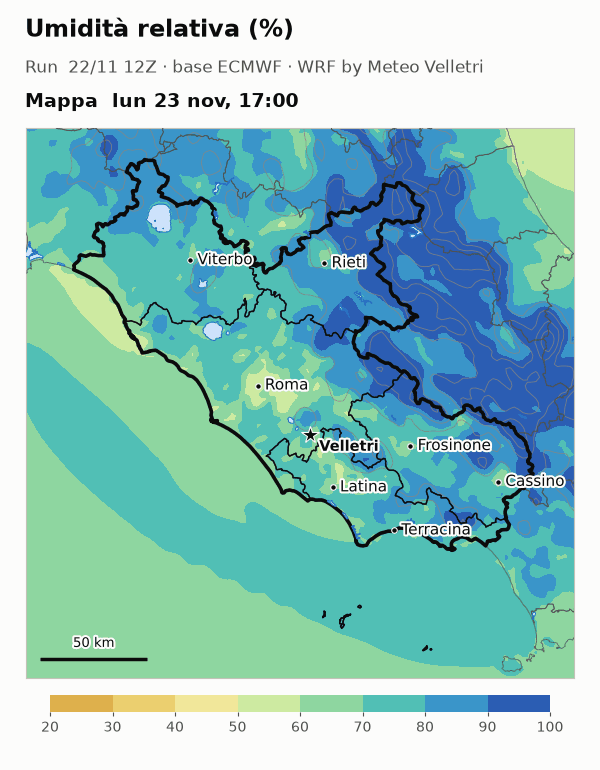 Umidità relativa (%)
Run  22/11 12Z · base ECMWF · WRF by Meteo Velletri
Mappa  lun 23 nov, 17:00
Viterbo
Rieti
Roma
Velletri
Frosinone
Latina
Cassino
Terracina
50 km
20 30 40 50 60 70 80 90 100